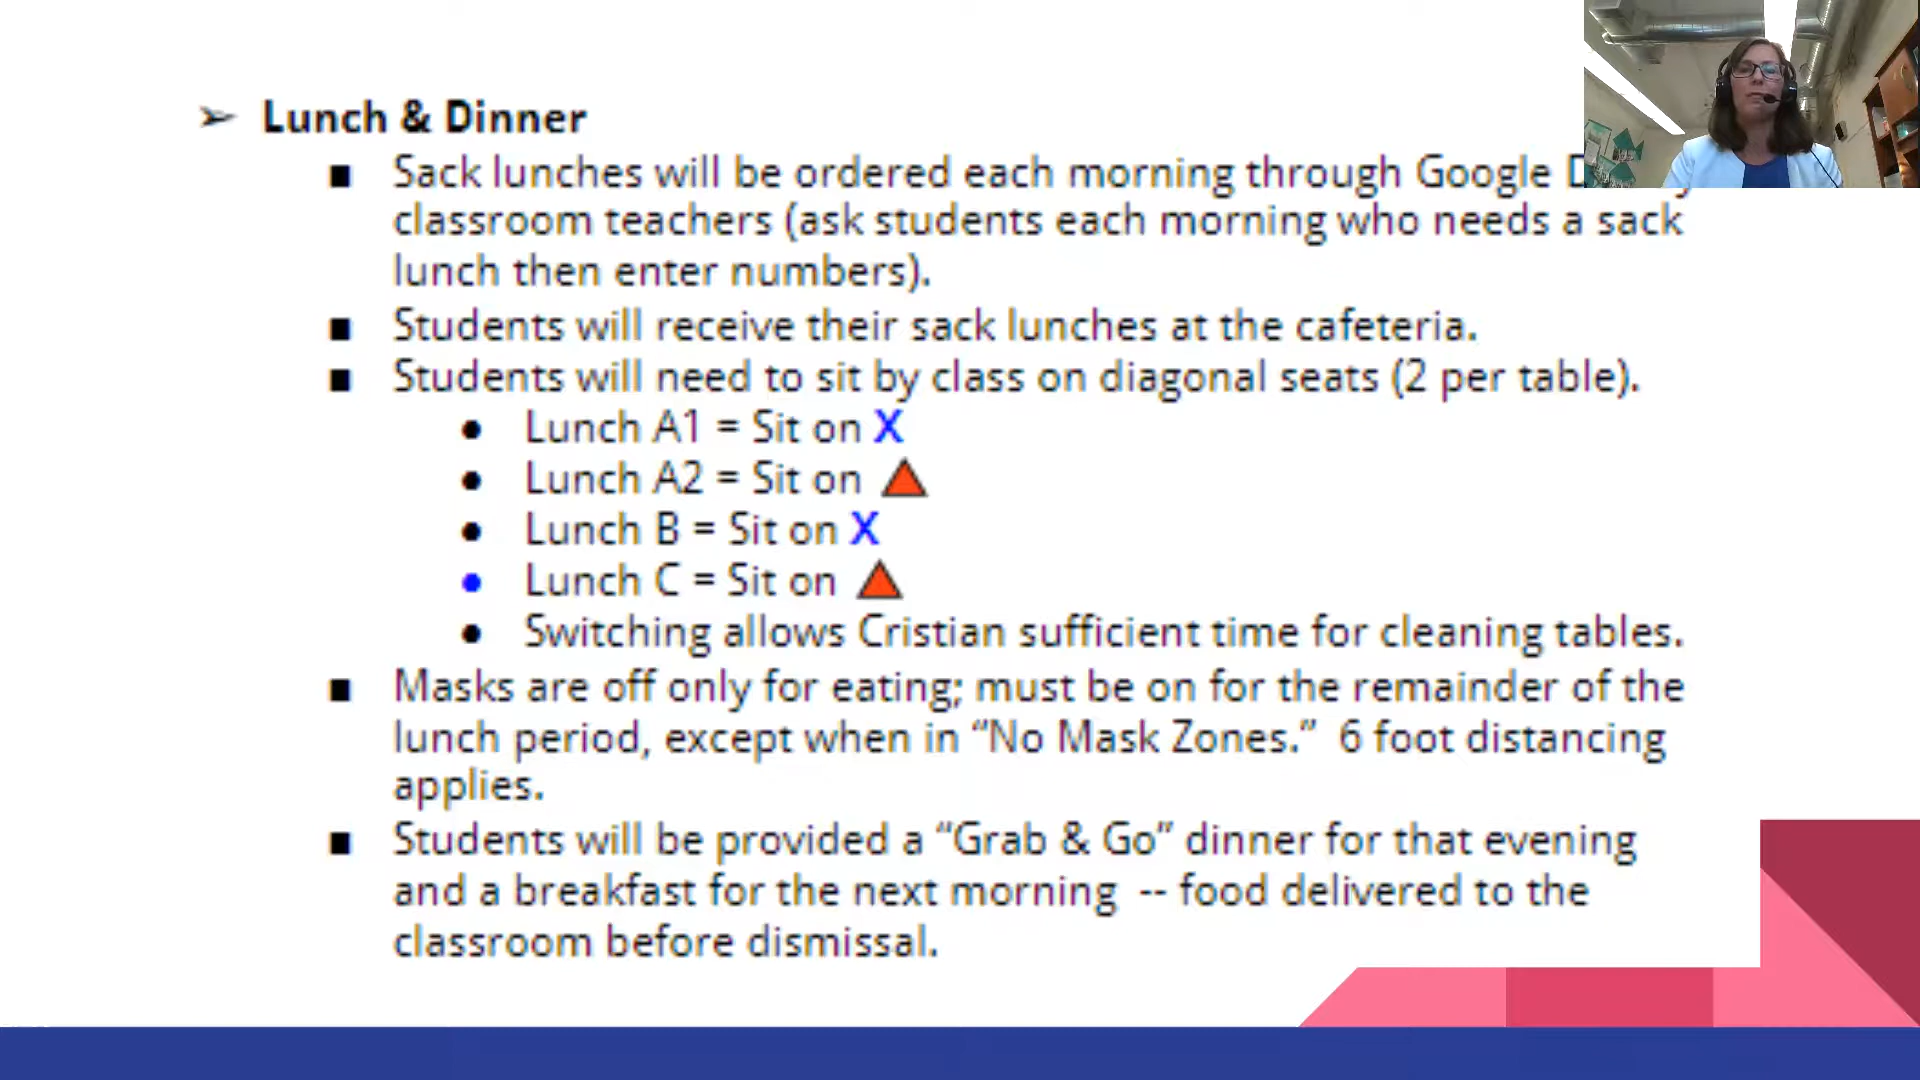 Lunch & Dinner
Sack lunches will be ordered each morning through Google
classroom teachers (ask students each morning who needs a sack
lunch then enter numbers).
Students will receive their sack lunches at the cafeteria.
Students will need to sit by class on diagonal seats (2 per table).
Lunch A1 = Sit on X
Lunch A2 = Sit on
Lunch B = Sit on X
Lunch C = Sit on
Switching allows Cristian sufficient time for cleaning tables.
Masks are off only for eating; must be on for the remainder of the
lunch period, except when in “No Mask Zones.” 6 foot distancing
applies.
Students will be provided a “Grab & Go” dinner for that evening
and a breakfast for the next morning -- food delivered to the
classroom before dismissal.